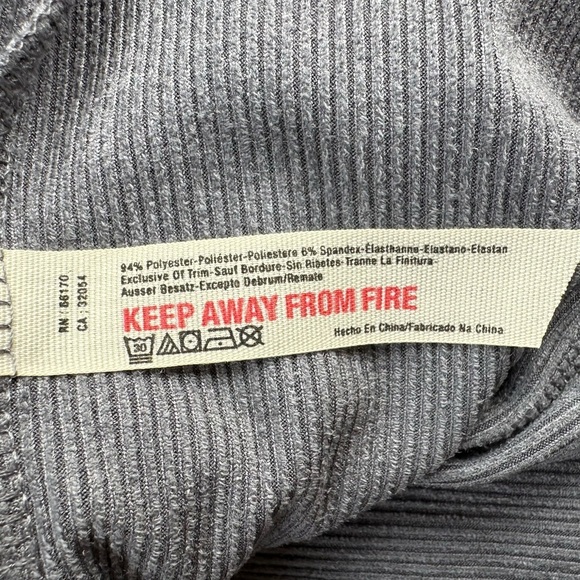 RN : 56170
CA : 32054
94% Polyester-Poliéster-Poliestere 6% Spandex-Élasthanne-Elastano-Elastan
Exclusive Of Trim-Sauf Bordure-Sin Ribetes-Tranne La Finitura
Ausser Besatz-Excepto Debrum/Remate
KEEP AWAY FROM FIRE
30
Hecho En China/Fabricado Na China